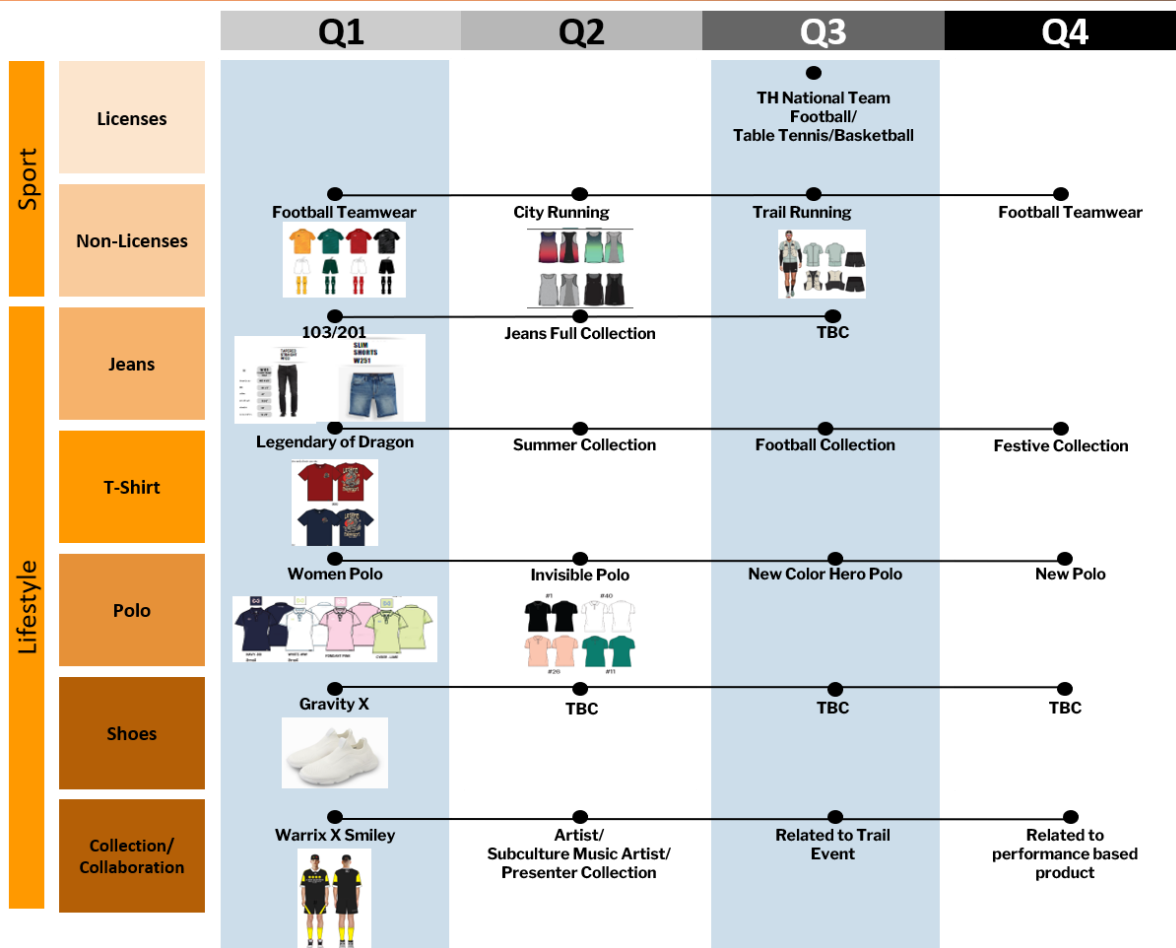 Q1 Q2 Q3 Q4
Sport
Licenses
TH National Team
Football/
Table Tennis/Basketball
Non-Licenses
Football Teamwear
City Running
Trail Running
Football Teamwear
Lifestyle
Jeans
103/201
Jeans Full Collection
TBC
TAPERED
STRAIGHT
SLIM
SHORTS
W251
T-Shirt
Legendary of Dragon
Summer Collection
Football Collection
Festive Collection
Polo
Women Polo
Invisible Polo
New Color Hero Polo
New Polo
#1 #40
#26 #11
Shoes
Gravity X
TBC
TBC
TBC
Collection/
Collaboration
Warrix X Smiley
Artist/
Subculture Music Artist/
Presenter Collection
Related to Trail
Event
Related to
performance based
product